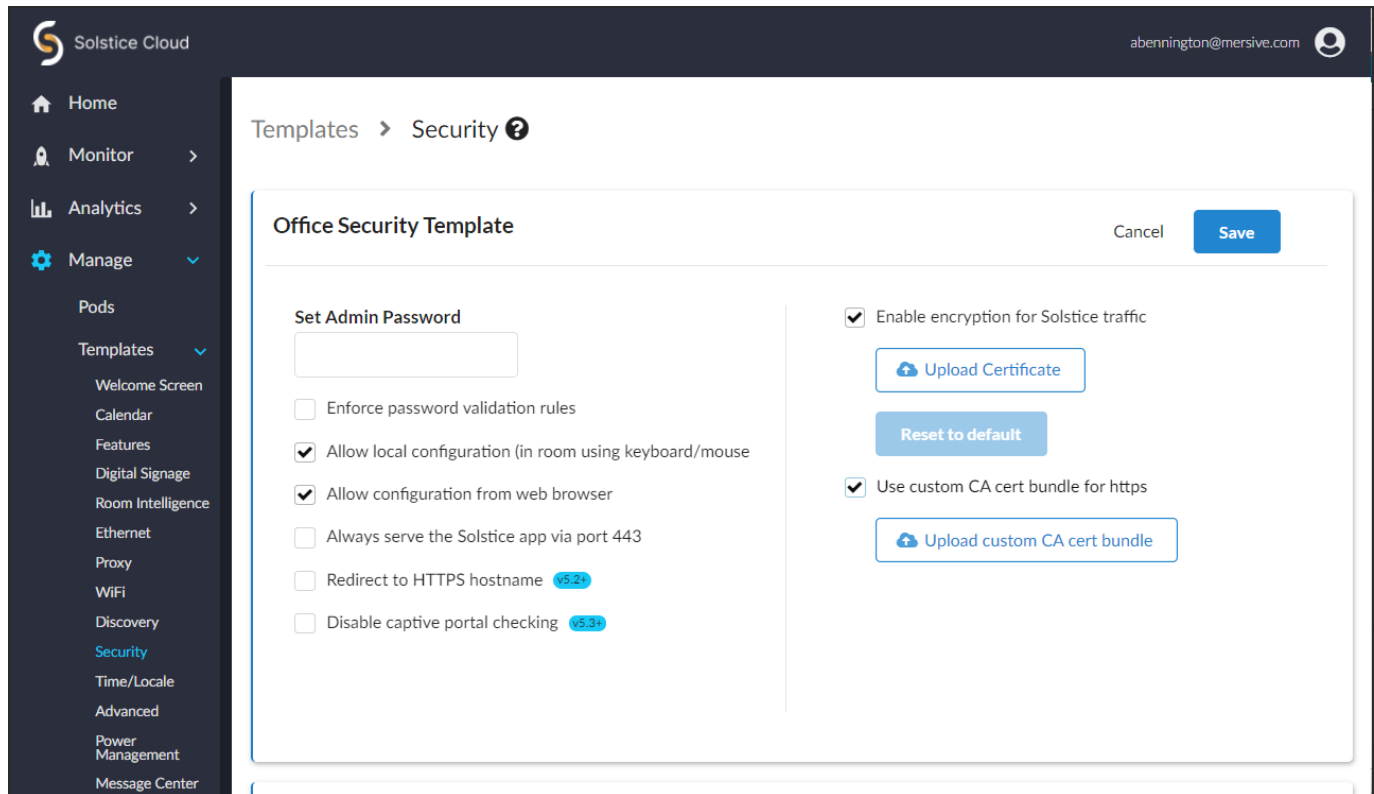 Solstice Cloud
abennington@mersive.com
Home
Monitor
Analytics
Manage
Pods
Templates
Welcome Screen
Calendar
Features
Digital Signage
Room Intelligence
Ethernet
Proxy
WiFi
Discovery
Security
Time/Locale
Advanced
Power
Management
Message Center
Templates > Security ?
Office Security Template
Cancel
Save
Set Admin Password
Enforce password validation rules
Allow local configuration (in room using keyboard/mouse
Allow configuration from web browser
Always serve the Solstice app via port 443
Redirect to HTTPS hostname v5.2+
Disable captive portal checking v5.3+
Enable encryption for Solstice traffic
Upload Certificate
Reset to default
Use custom CA cert bundle for https
Upload custom CA cert bundle